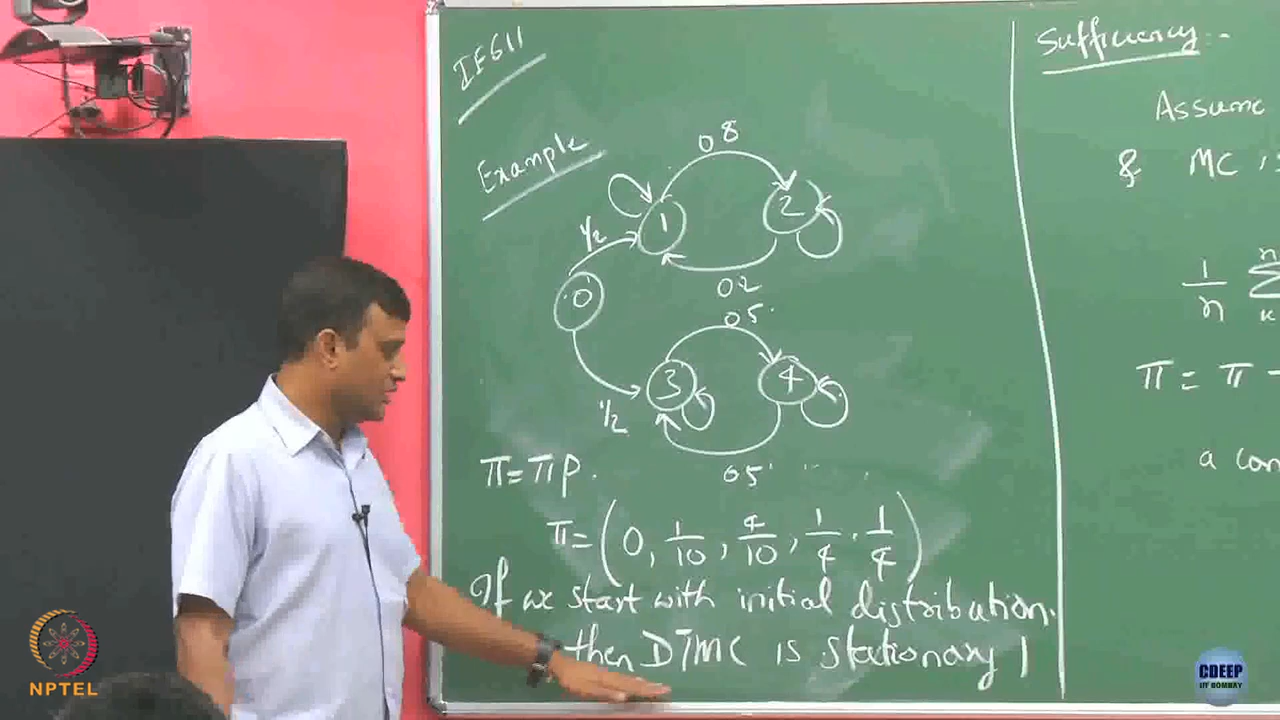 IE611
Example
0.8
1
2
1/2
0.2
0
0.5
3
4
1/2
0.5
π = πP.
π = (0, 1/10, 4/10, 1/4, 1/4)
If we start with initial distribution.
then DTMC is stationary
Sufficiency :-
Assume
& MC
1/n Σ
π = π
a con
NPTEL
CDEEP
IIT BOMBAY